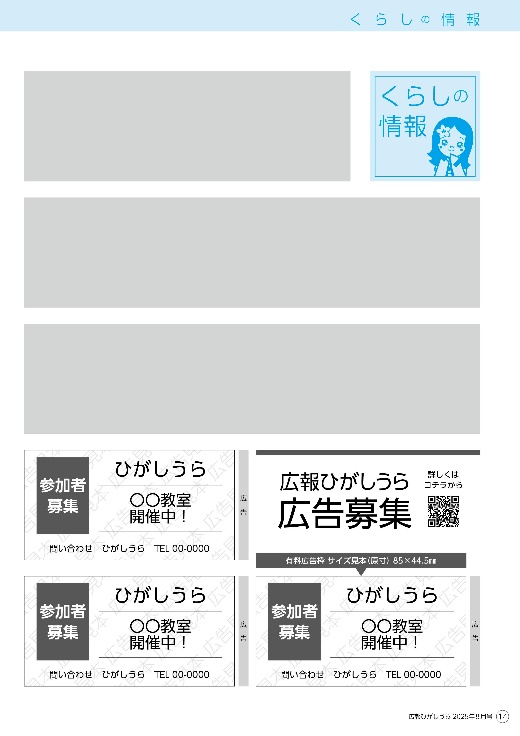 くらしの情報
くらしの
情報
参加者
募集
ひがしうら
〇〇教室
開催中！
問い合わせ　ひがしうら　TEL 00-0000
広告
広報ひがしうら
広告募集
詳しくは
コチラから
有料広告枠 サイズ見本(原寸) 85×44.5㎜
参加者
募集
ひがしうら
〇〇教室
開催中！
問い合わせ　ひがしうら　TEL 00-0000
広告
参加者
募集
ひがしうら
〇〇教室
開催中！
問い合わせ　ひがしうら　TEL 00-0000
広告
広報ひがしうら 2025年8月号